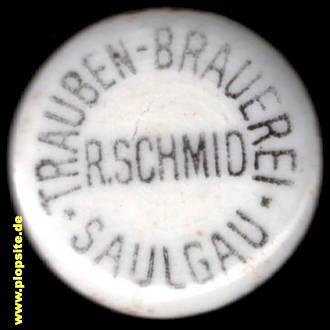 TRAUBEN-BRAUEREI
R.SCHMID
• SAULGAU •
www.plopsite.de